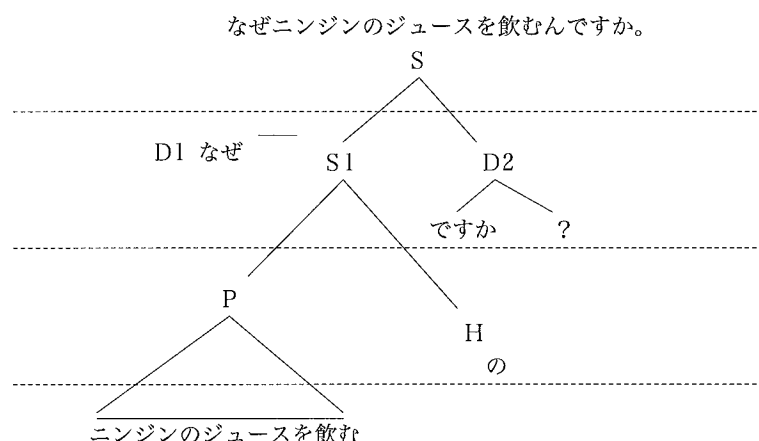 なぜニンジンのジュースを飲むんですか。
S
D1 なぜ
S1
D2
ですか
?
P
H
の
ニンジンのジュースを飲む